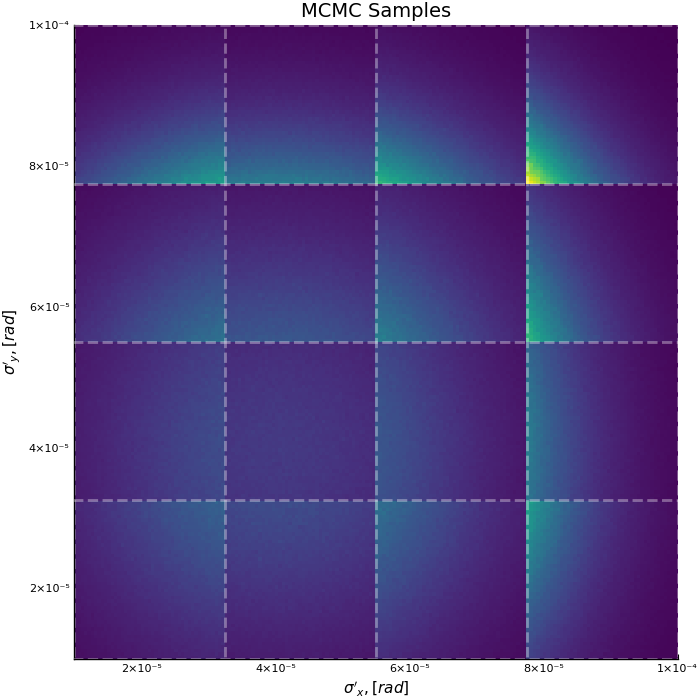 MCMC Samples
1×10⁻⁴
8×10⁻⁵
6×10⁻⁵
4×10⁻⁵
2×10⁻⁵
σ′y, [rad]
2×10⁻⁵ 4×10⁻⁵ 6×10⁻⁵ 8×10⁻⁵ 1×10⁻⁴
σ′x, [rad]